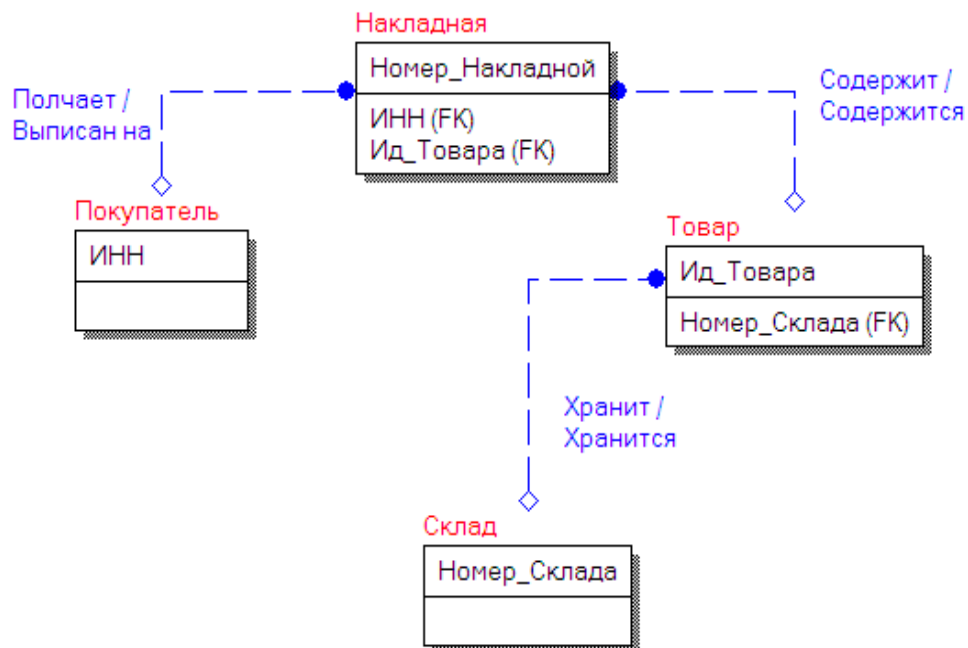 Накладная
Номер_Накладной
ИНН (FK)
Ид_Товара (FK)
Полчает /
Выписан на
Содержит /
Содержится
Покупатель
ИНН
Товар
Ид_Товара
Номер_Склада (FK)
Хранит /
Хранится
Склад
Номер_Склада